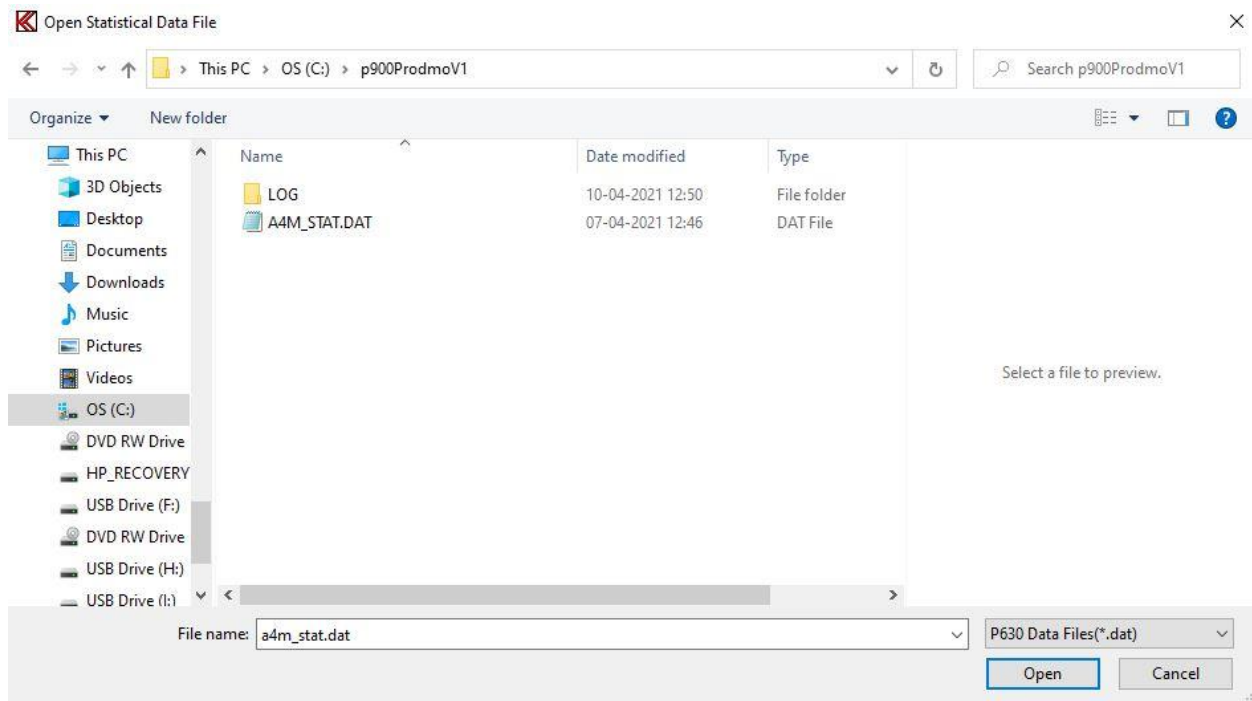 Open Statistical Data File
This PC > OS (C:) > p900ProdmoV1
Search p900ProdmoV1
Organize
New folder
This PC
3D Objects
Desktop
Documents
Downloads
Music
Pictures
Videos
OS (C:)
DVD RW Drive
HP_RECOVERY
USB Drive (F:)
DVD RW Drive
USB Drive (H:)
USB Drive (I:)
Name Date modified Type
LOG 10-04-2021 12:50 File folder
A4M_STAT.DAT 07-04-2021 12:46 DAT File
Select a file to preview.
File name: a4m_stat.dat
P630 Data Files(*.dat)
Open Cancel